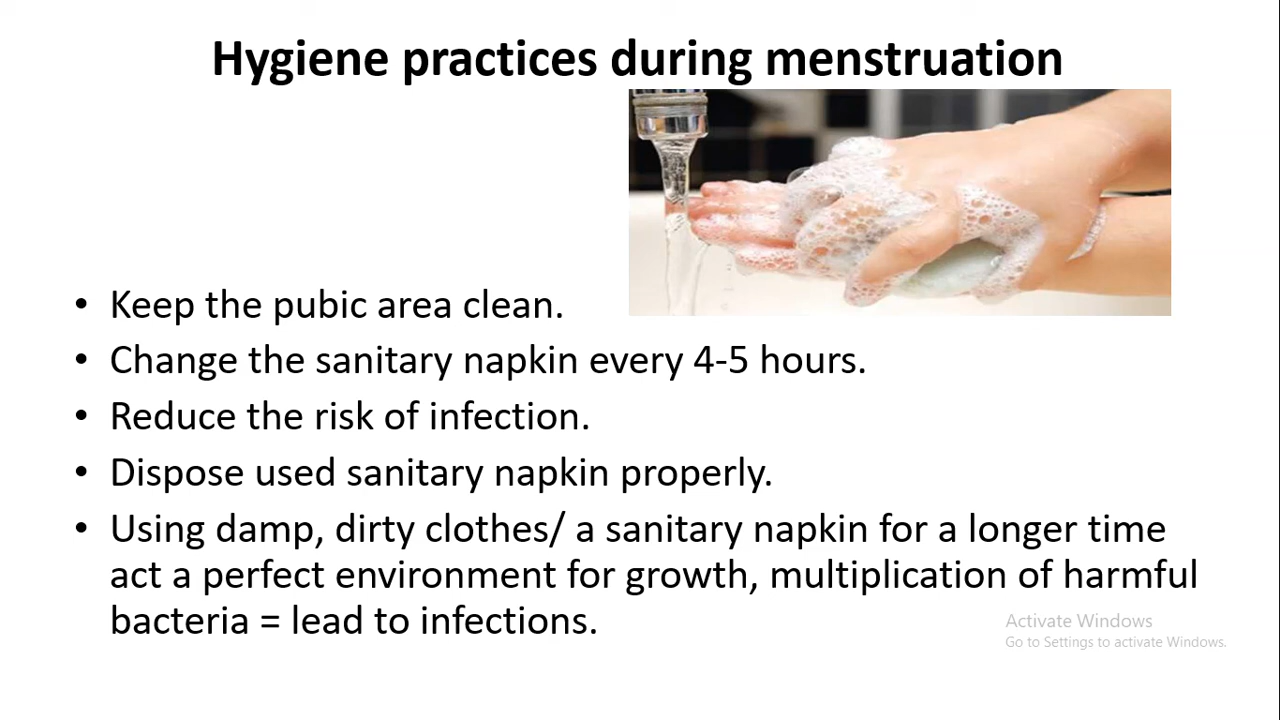 Hygiene practices during menstruation
• Keep the pubic area clean.
• Change the sanitary napkin every 4-5 hours.
• Reduce the risk of infection.
• Dispose used sanitary napkin properly.
• Using damp, dirty clothes/ a sanitary napkin for a longer time
act a perfect environment for growth, multiplication of harmful
bacteria = lead to infections.
Activate Windows
Go to Settings to activate Windows.